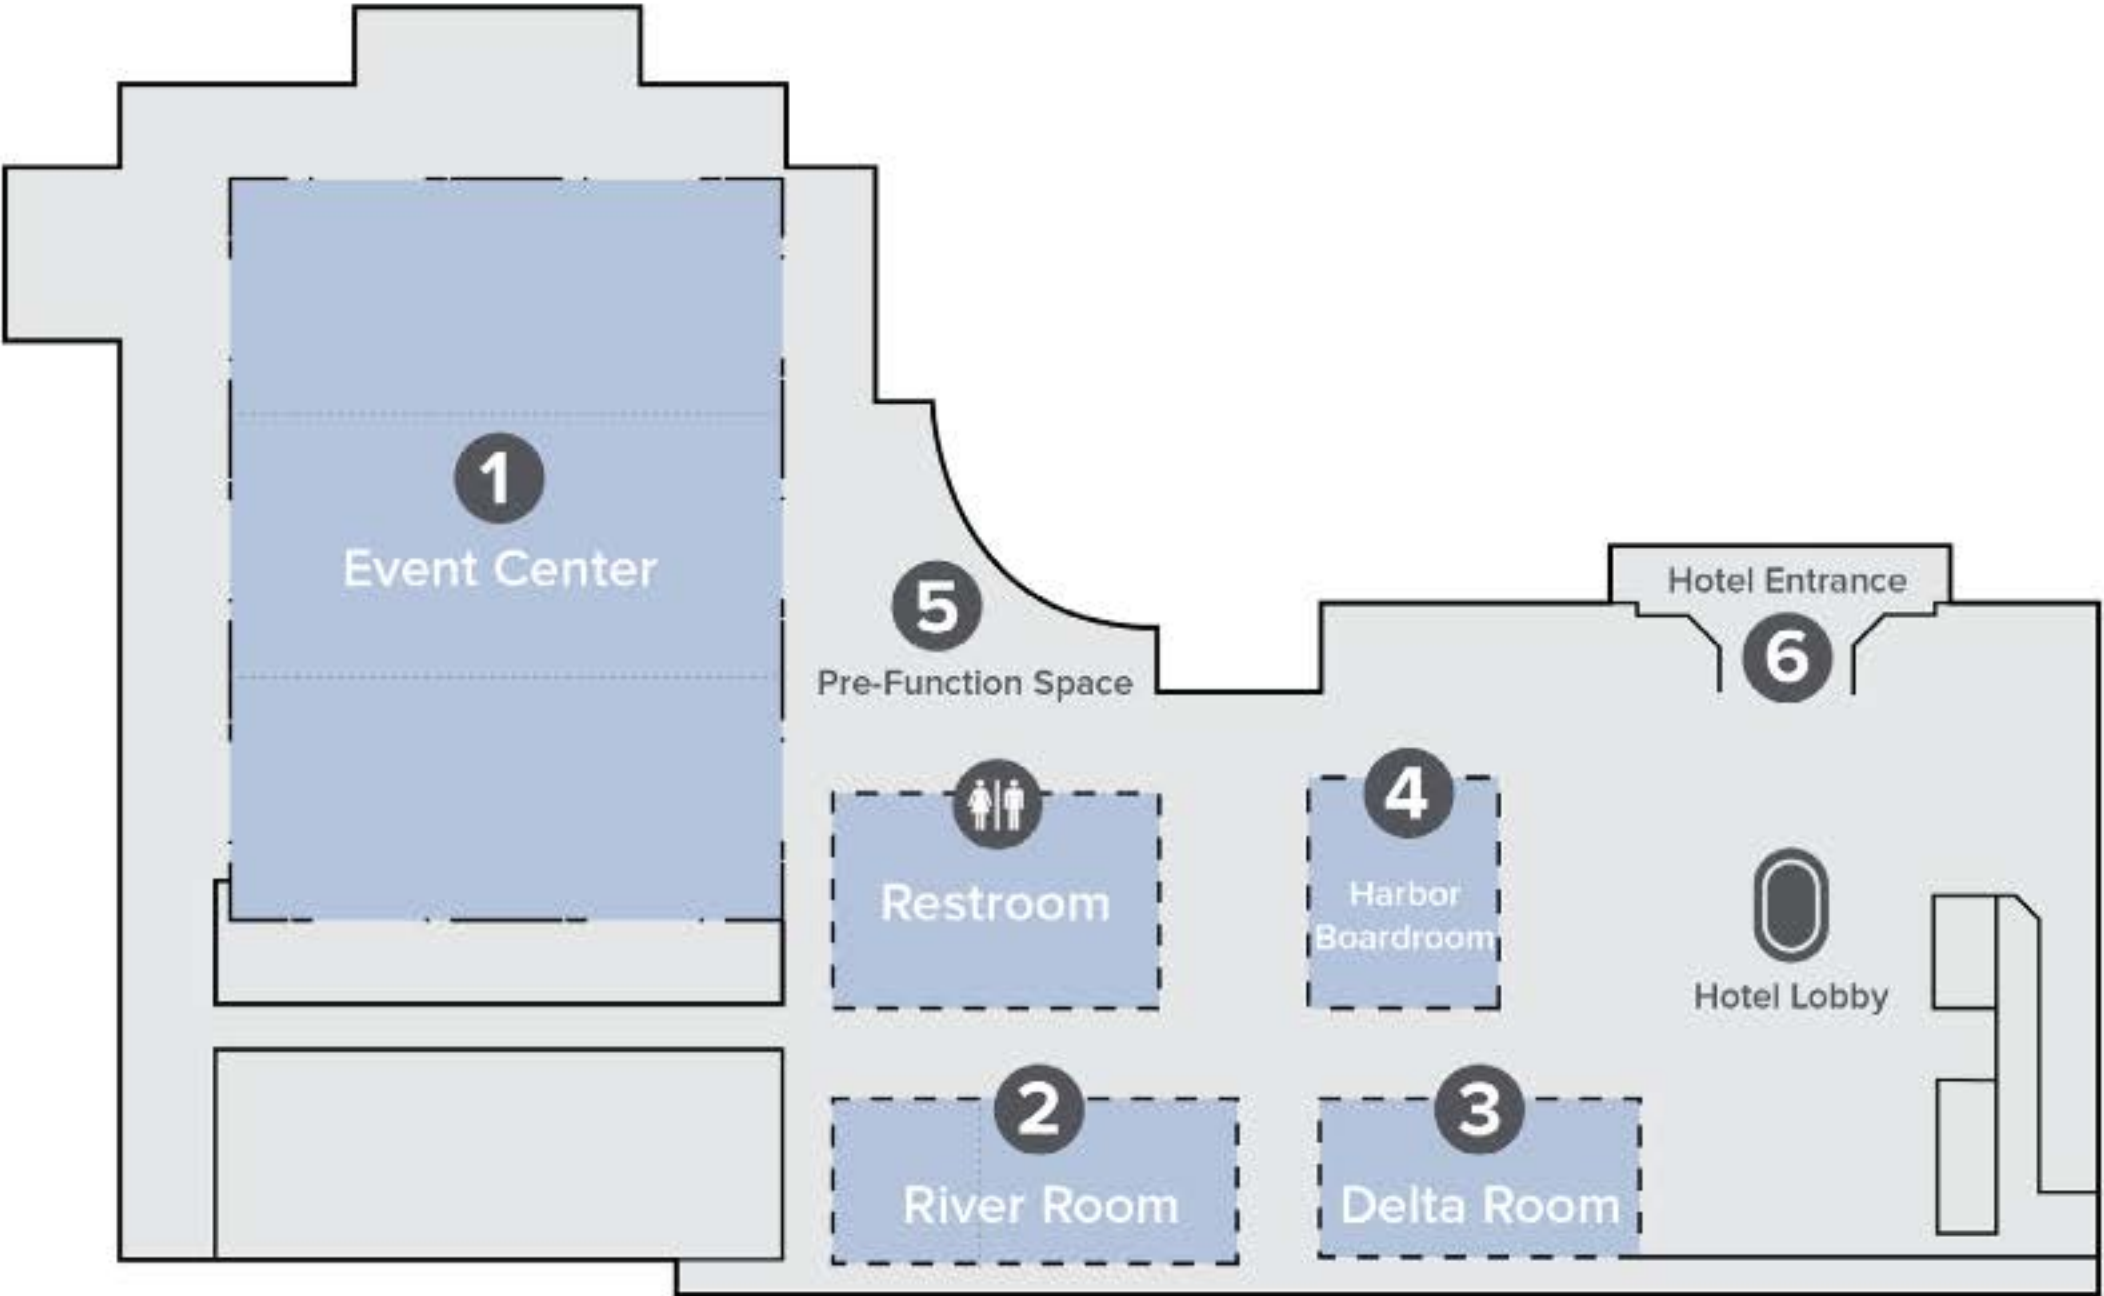 1
Event Center
5
Pre-Function Space
Hotel Entrance
6
Restroom
4
Harbor
Boardroom
Hotel Lobby
2
River Room
3
Delta Room